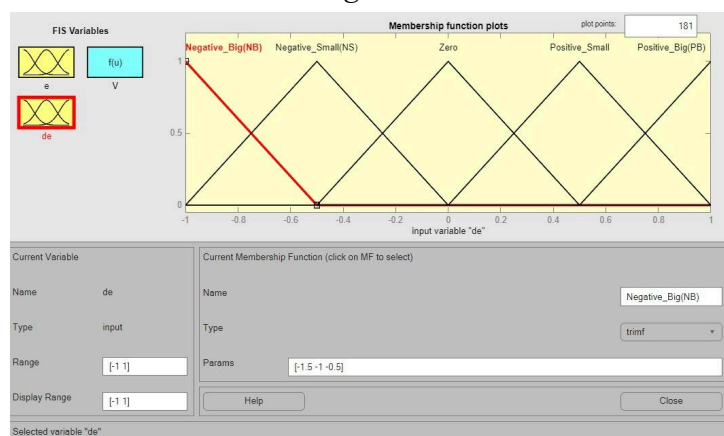 FIS Variables
Membership function plots
plot points:
181
f(u)
e
V
de
Negative_Big(NB)
Negative_Small(NS)
Zero
Positive_Small
Positive_Big(PB)
1
0.5
0
-1
-0.8
-0.6
-0.4
-0.2
0
0.2
0.4
0.6
0.8
1
input variable "de"
Current Variable
Current Membership Function (click on MF to select)
Name
de
Name
Negative_Big(NB)
Type
input
Type
trimf
Range
[-1 1]
Params
[-1.5 -1 -0.5]
Display Range
[-1 1]
Help
Close
Selected variable "de"